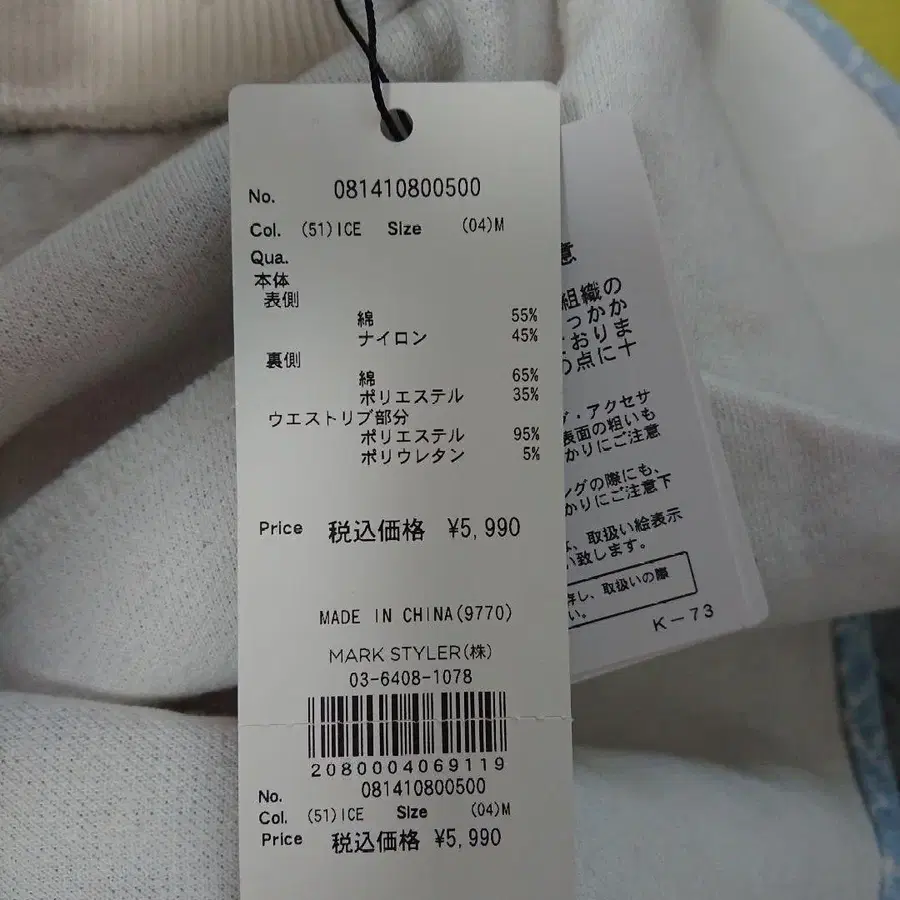 No. 081410800500
Col. (51)ICE Size (04)M
Qua.
本体
表側
綿 55%
ナイロン 45%
裏側
綿 65%
ポリエステル 35%
ウエストリブ部分
ポリエステル 95%
ポリウレタン 5%
Price 税込価格 ¥5,990
MADE IN CHINA(9770)
MARK STYLER(株)
03-6408-1078
2080004069119
No. 081410800500
Col. (51)ICE Size (04)M
Price 税込価格 ¥5,990
意
組織の
っかか
おりま
の点に十
グ・アクセサ
表面の粗いも
かりにご注意
ングの際にも、
かりにご注意下
、取扱い絵表示
い致します。
存し、取扱いの際
い。
K-73